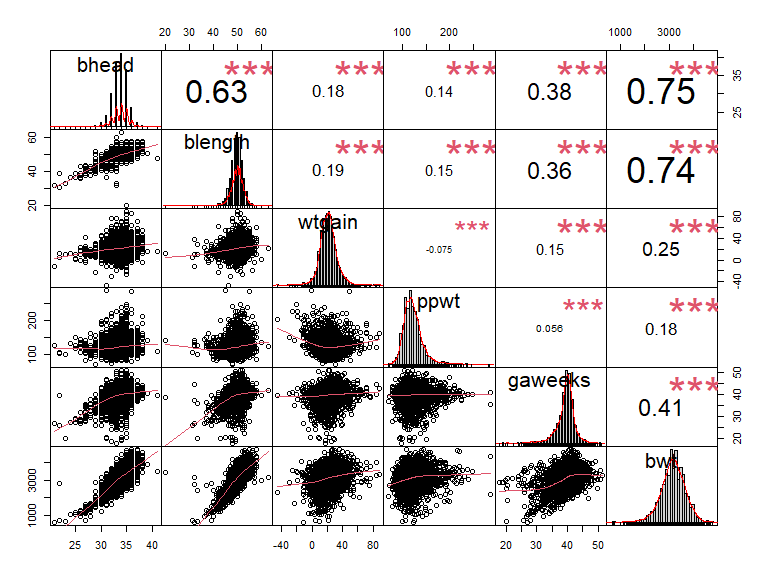 20 30 40 50 60 100 200 1000 3000
bhead 0.63 *** 0.18 *** 0.14 *** 0.38 *** 0.75 *** 25 35
40 60 20 blength 0.19 *** 0.15 *** 0.36 *** 0.74 ***
wtgain -0.075 *** 0.15 *** 0.25 *** -40 0 40 80
100 200 ppwt 0.056 *** 0.18 ***
gaweeks 0.41 *** 20 30 40 50
1000 3000 bwt
25 30 35 40 -40 0 40 80 20 30 40 50